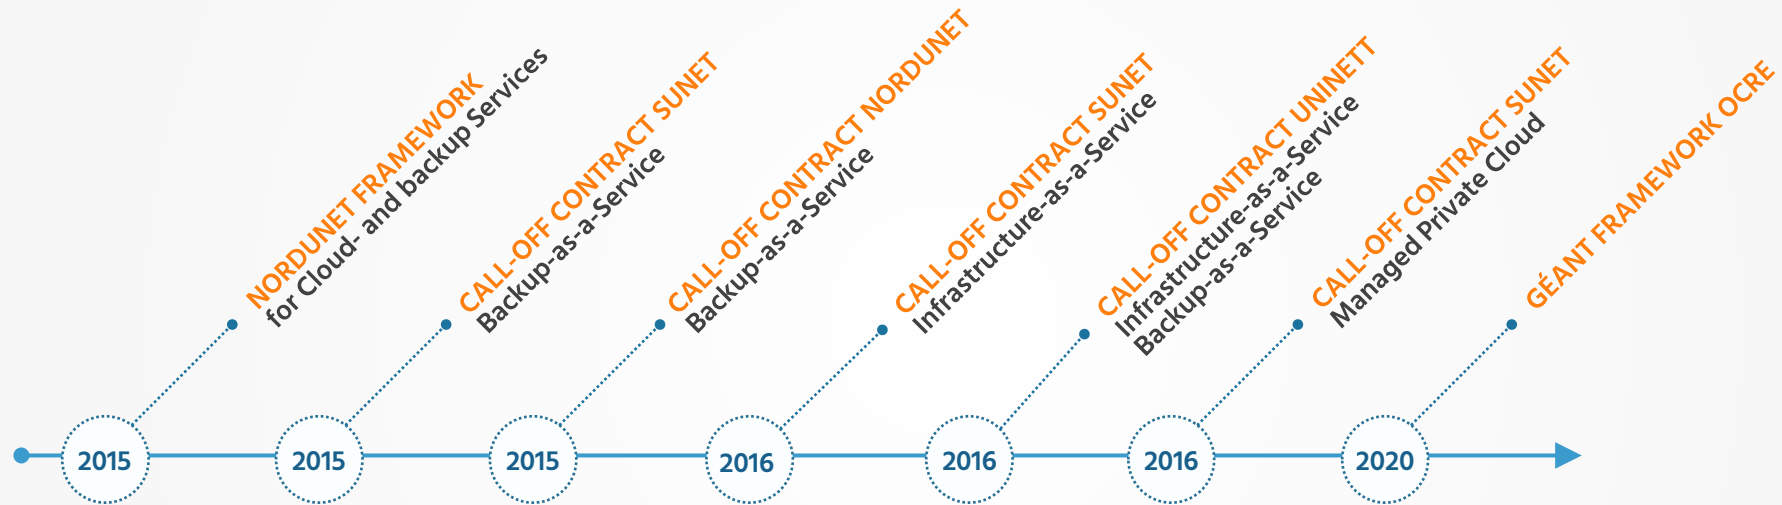 NORDUNET FRAMEWORK
for Cloud- and backup Services
CALL-OFF CONTRACT SUNET
Backup-as-a-Service
CALL-OFF CONTRACT NORDUNET
Backup-as-a-Service
CALL-OFF CONTRACT SUNET
Infrastructure-as-a-Service
CALL-OFF CONTRACT UNINETT
Infrastructure-as-a-Service
Backup-as-a-Service
CALL-OFF CONTRACT SUNET
Managed Private Cloud
GÉANT FRAMEWORK OCRE
2015
2015
2015
2016
2016
2016
2020